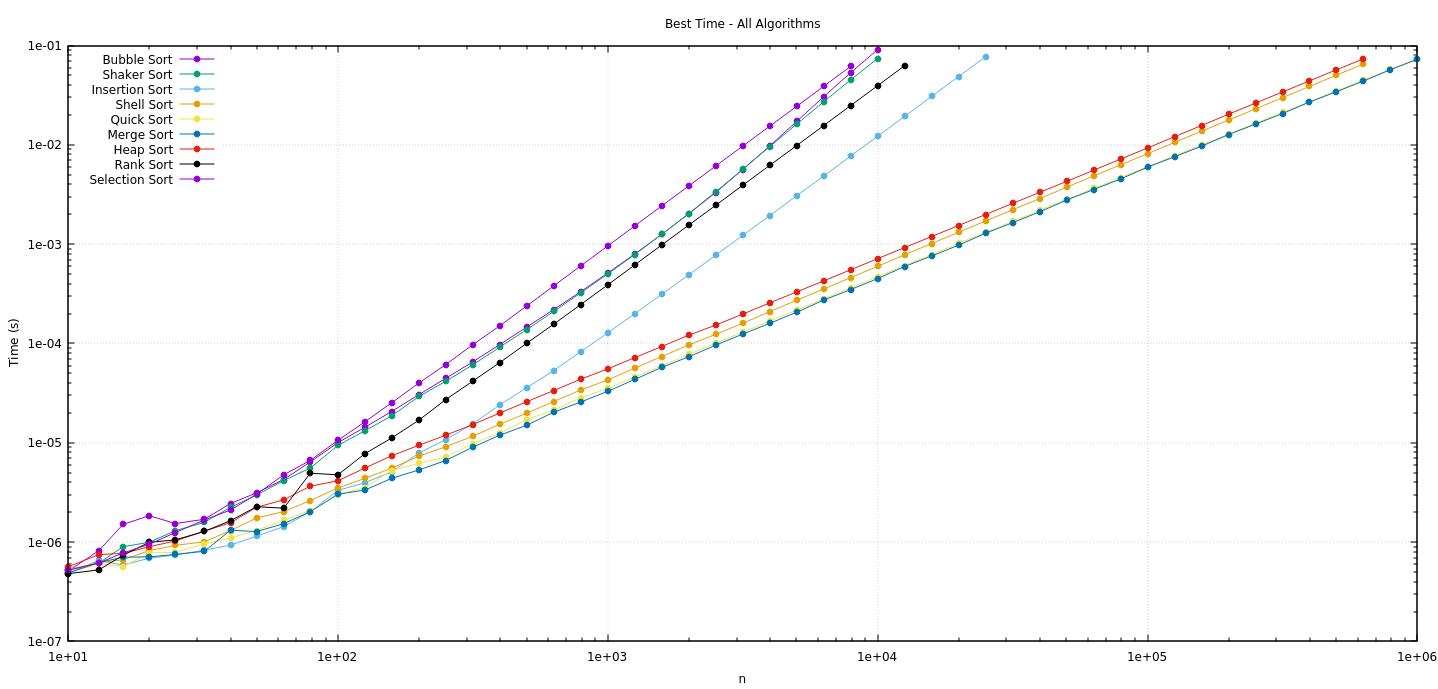 Best Time - All Algorithms
1e-01
1e-02
1e-03
1e-04
1e-05
1e-06
1e-07
Time (s)
Bubble Sort
Shaker Sort
Insertion Sort
Shell Sort
Quick Sort
Merge Sort
Heap Sort
Rank Sort
Selection Sort
1e+01 1e+02 1e+03 1e+04 1e+05 1e+06
n